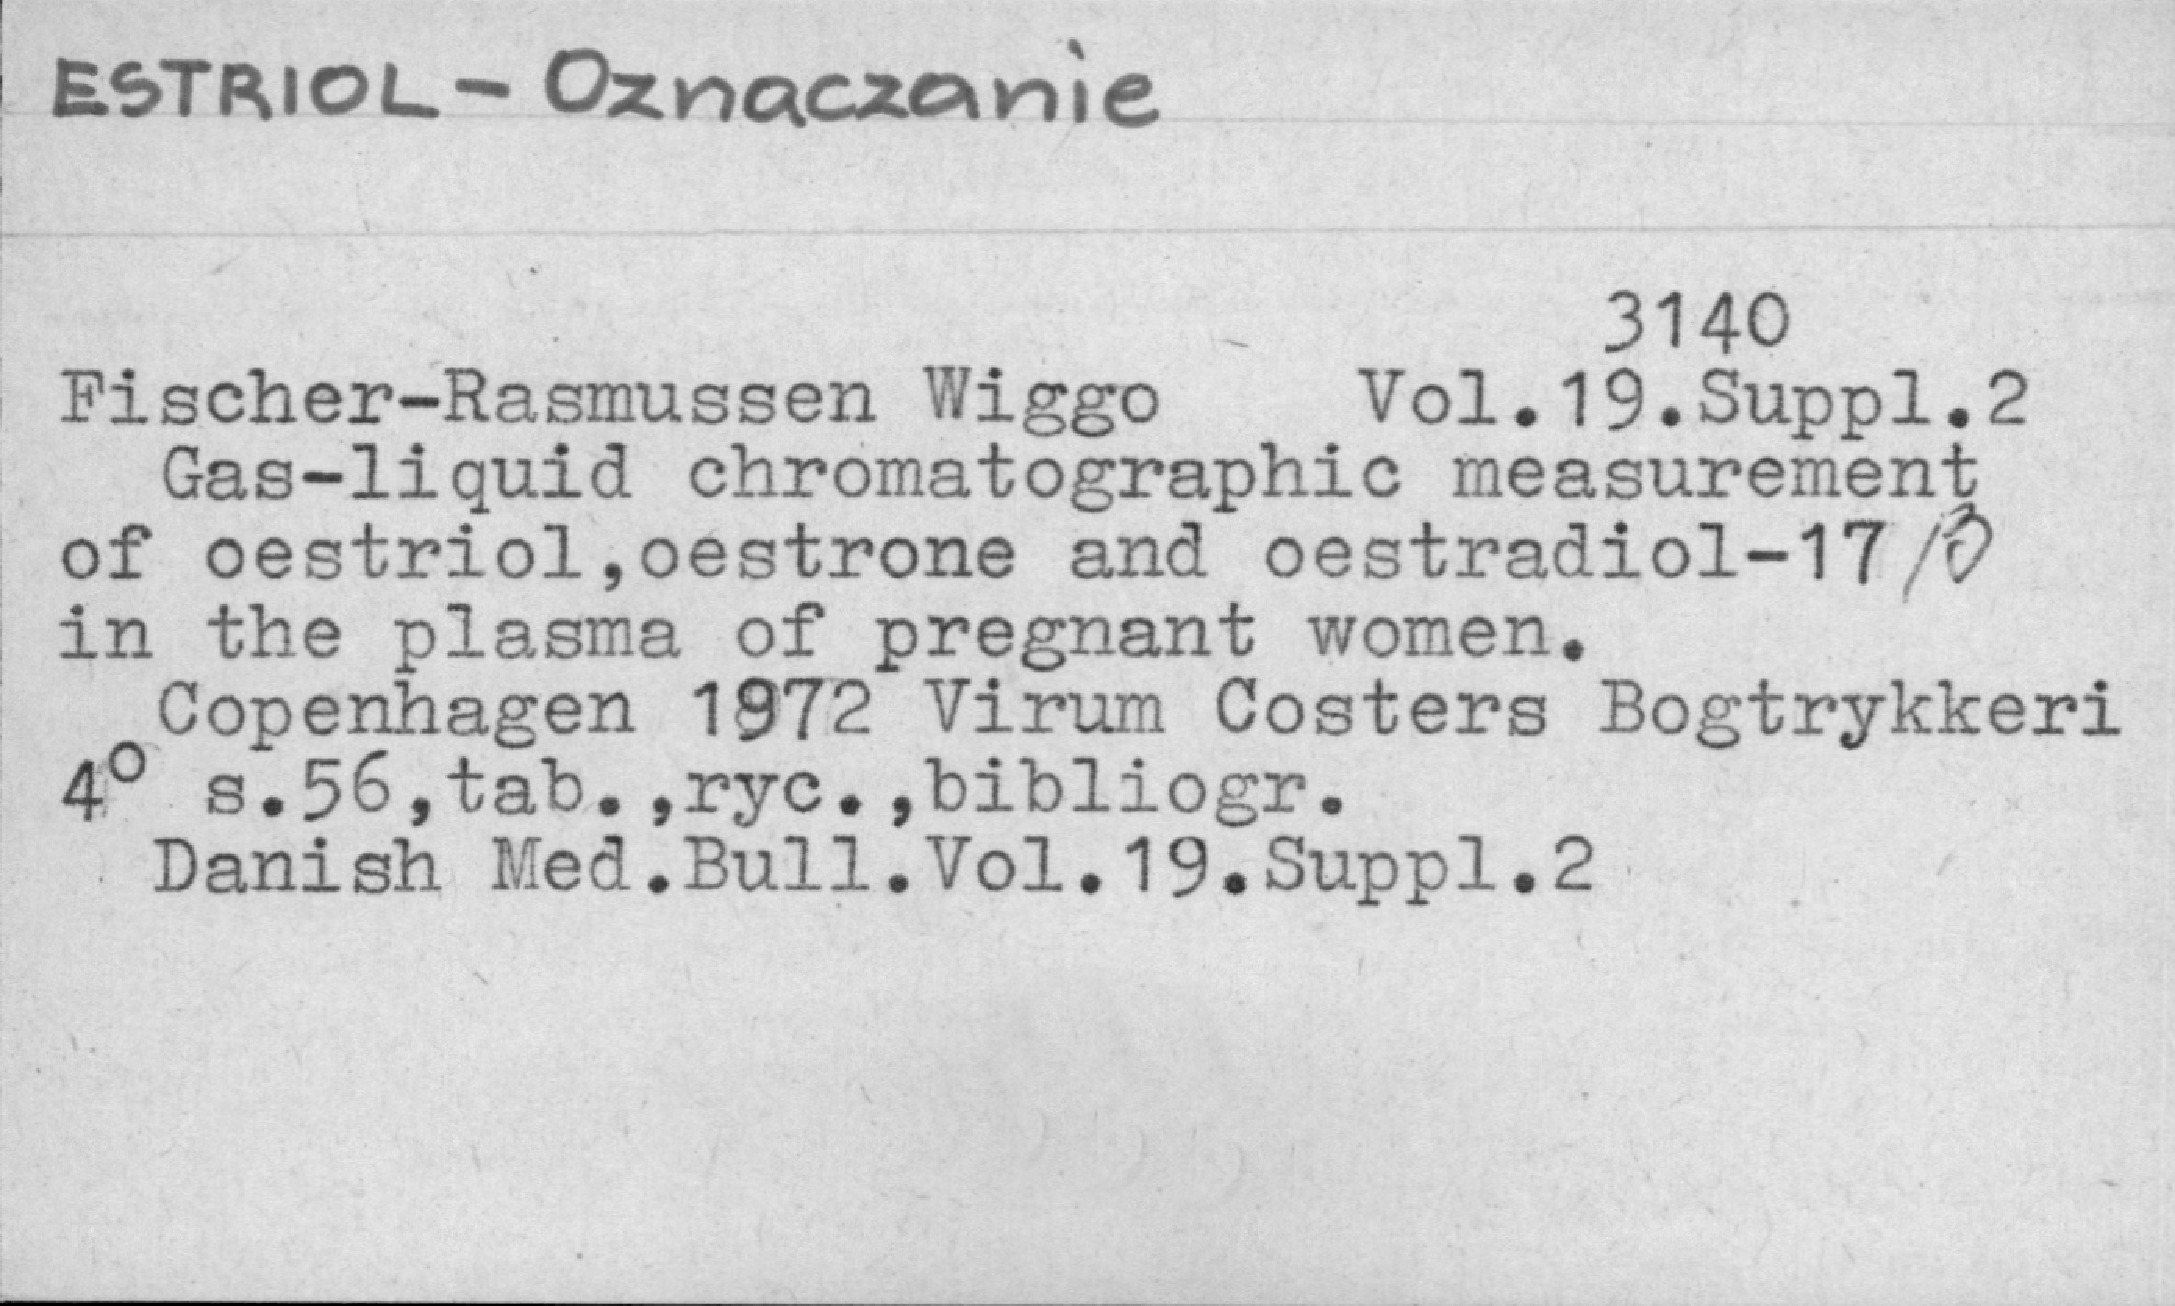 ESTRIOL - Oznaczanie
3140
Fischer-Rasmussen Wiggo Vol.19.Suppl.2
Gas-liquid chromatographic measurement
of oestriol,oestrone and oestradiol-17 β
in the plasma of pregnant women.
Copenhagen 1972 Virum Costers Bogtrykkeri
4° s.56,tab.,ryc.,bibliogr.
Danish Med.Bull.Vol.19.Suppl.2